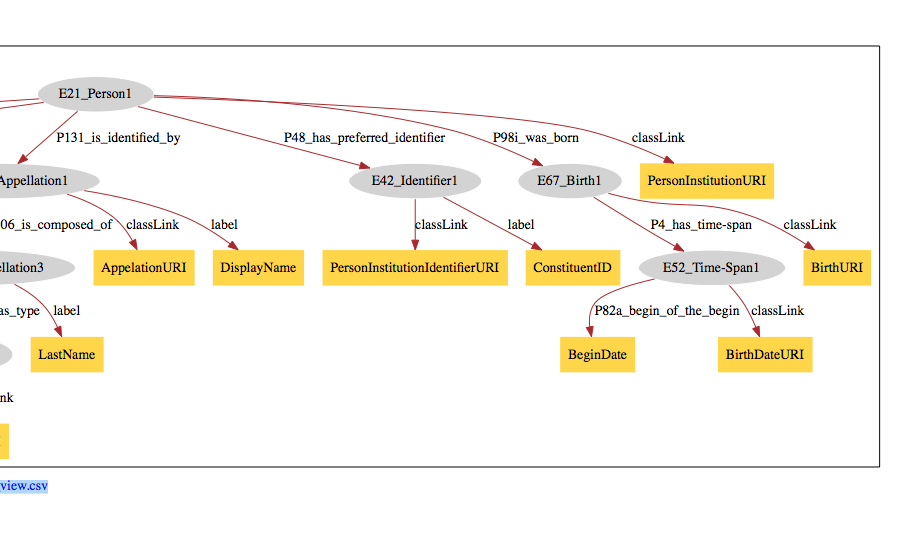 E21_Person1
P131_is_identified_by
P48_has_preferred_identifier
P98i_was_born
classLink
Appellation1
E42_Identifier1
E67_Birth1
PersonInstitutionURI
06_is_composed_of
classLink
label
classLink
label
P4_has_time-span
classLink
ellation3
AppelationURI
DisplayName
PersonInstitutionIdentifierURI
ConstituentID
E52_Time-Span1
BirthURI
as_type
label
P82a_begin_of_the_begin
classLink
LastName
BeginDate
BirthDateURI
nk
view.csv